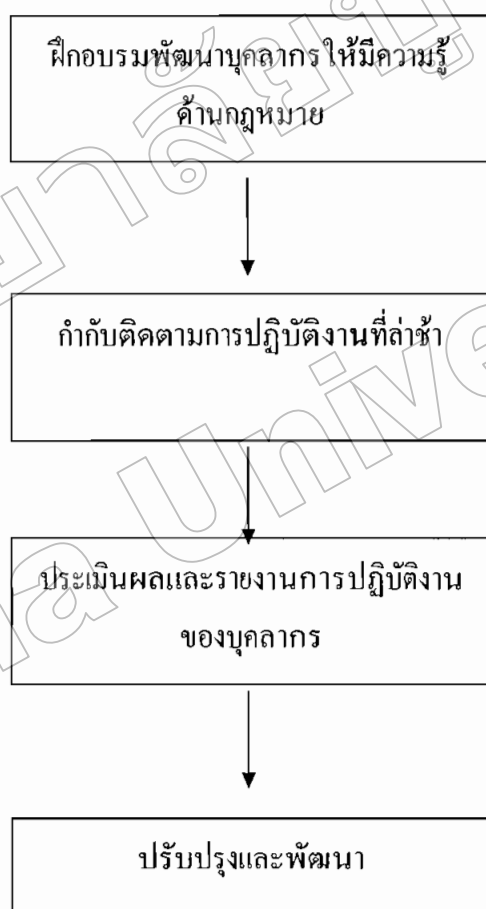 ฝึกอบรมพัฒนาบุคลากรให้มีความรู้
ด้านกฎหมาย
กำกับติดตามการปฏิบัติงานที่ล่าช้า
ประเมินผลและรายงานการปฏิบัติงาน
ของบุคลากร
ปรับปรุงและพัฒนา